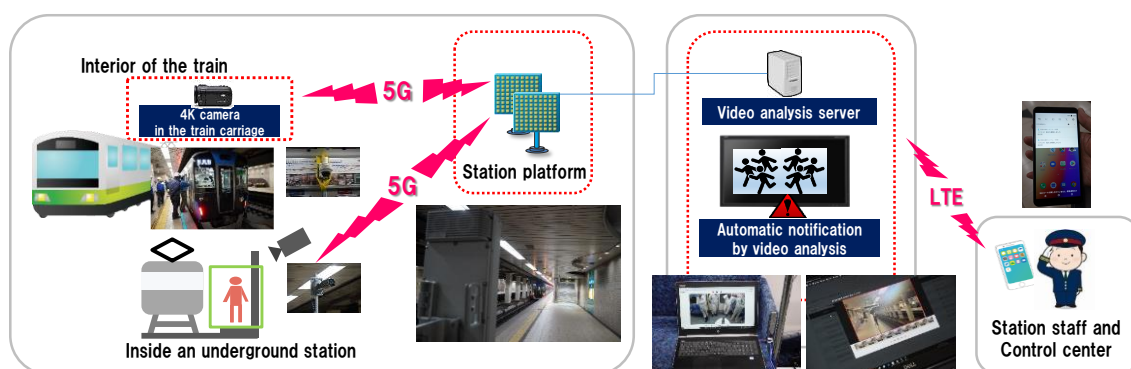 Interior of the train
4K camera
in the train carriage
5G
5G
Station platform
Inside an underground station
Video analysis server
Automatic notification
by video analysis
LTE
Station staff and
Control center